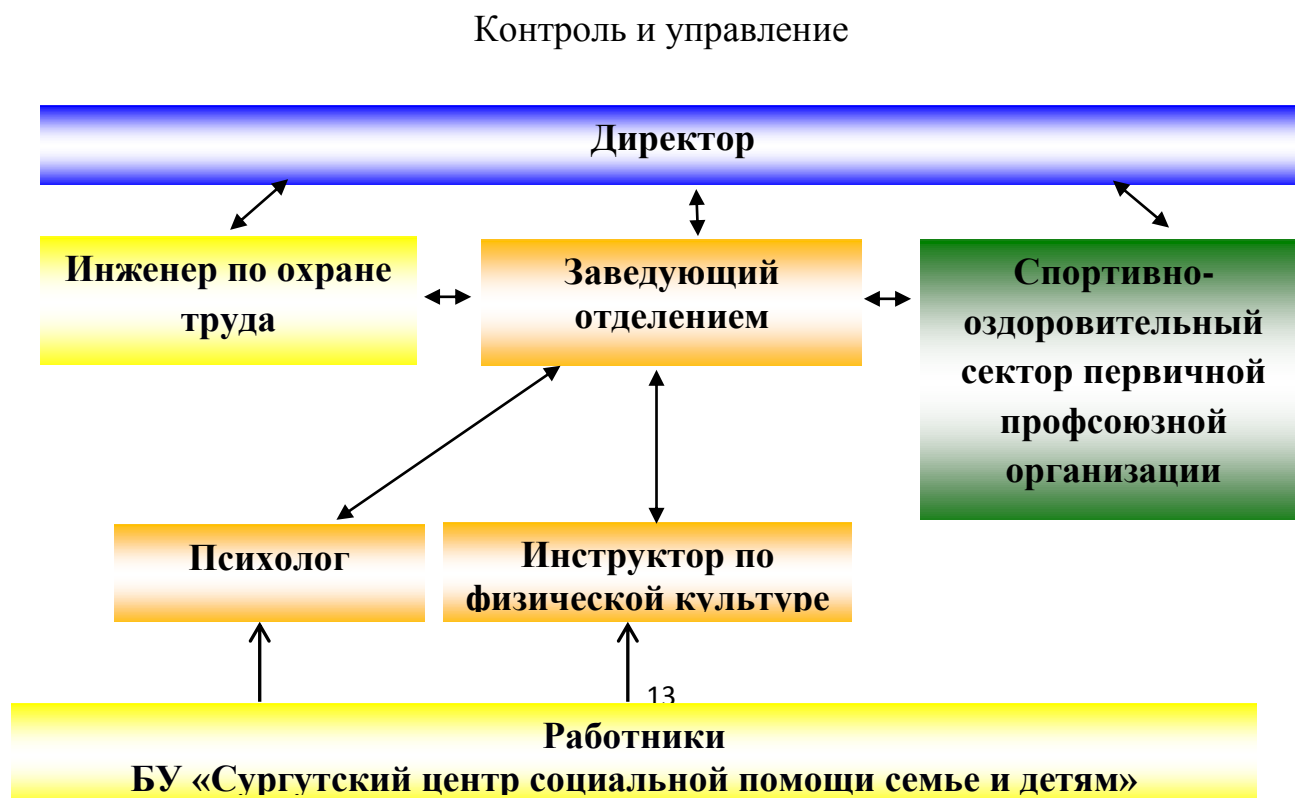 Контроль и управление
Директор
Инженер по охране
труда
Заведующий
отделением
Спортивно-
оздоровительный
сектор первичной
профсоюзной
организации
Психолог
Инструктор по
физической культуре
13
Работники
БУ «Сургутский центр социальной помощи семье и детям»